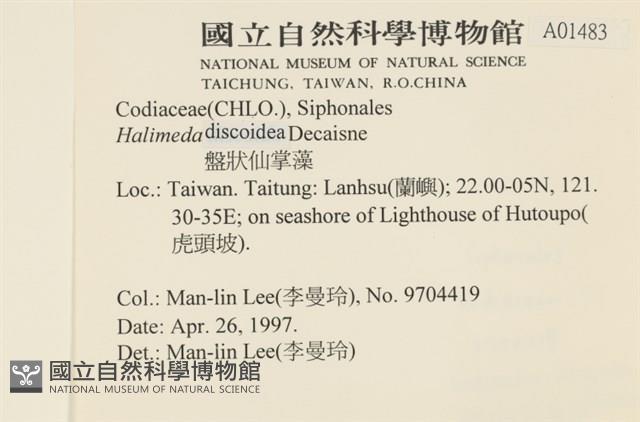 國立自然科學博物館
A01483
NATIONAL MUSEUM OF NATURAL SCIENCE
TAICHUNG, TAIWAN, R.O.CHINA
Codiaceae(CHLO.), Siphonales
Halimeda discoidea Decaisne
盤狀仙掌藻
Loc.: Taiwan. Taitung: Lanhsu(蘭嶼); 22.00-05N, 121.
30-35E; on seashore of Lighthouse of Hutoupo(
虎頭坡).
Col.: Man-lin Lee(李曼玲), No. 9704419
Date: Apr. 26, 1997.
Det.: Man-lin Lee(李曼玲)
國立自然科學博物館
NATIONAL MUSEUM OF NATURAL SCIENCE